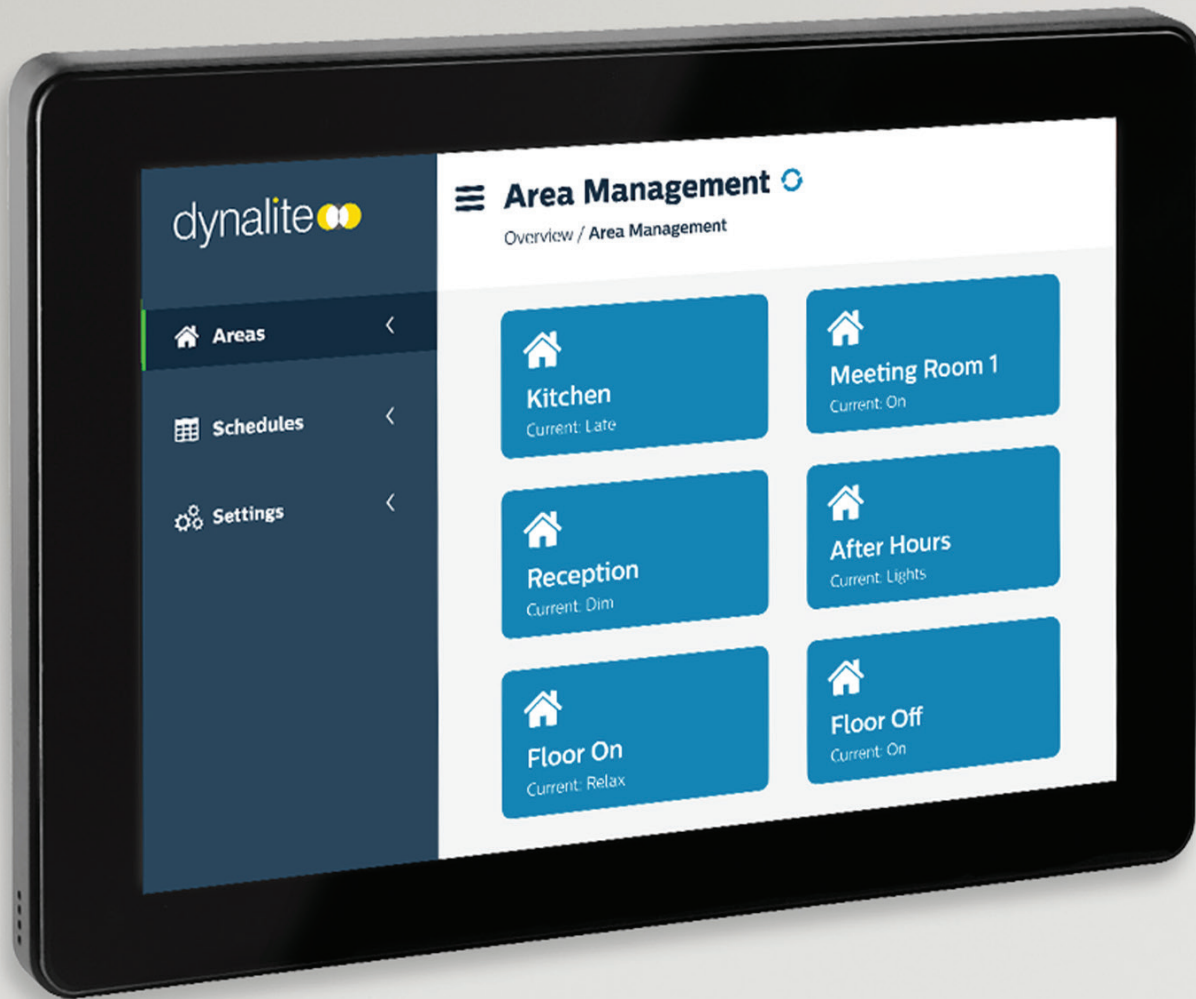 dynalite
Areas
Schedules
Settings
Area Management
Overview / Area Management
Kitchen
Current: Late
Meeting Room 1
Current: On
Reception
Current: Dim
After Hours
Current: Lights
Floor On
Current: Relax
Floor Off
Current: On